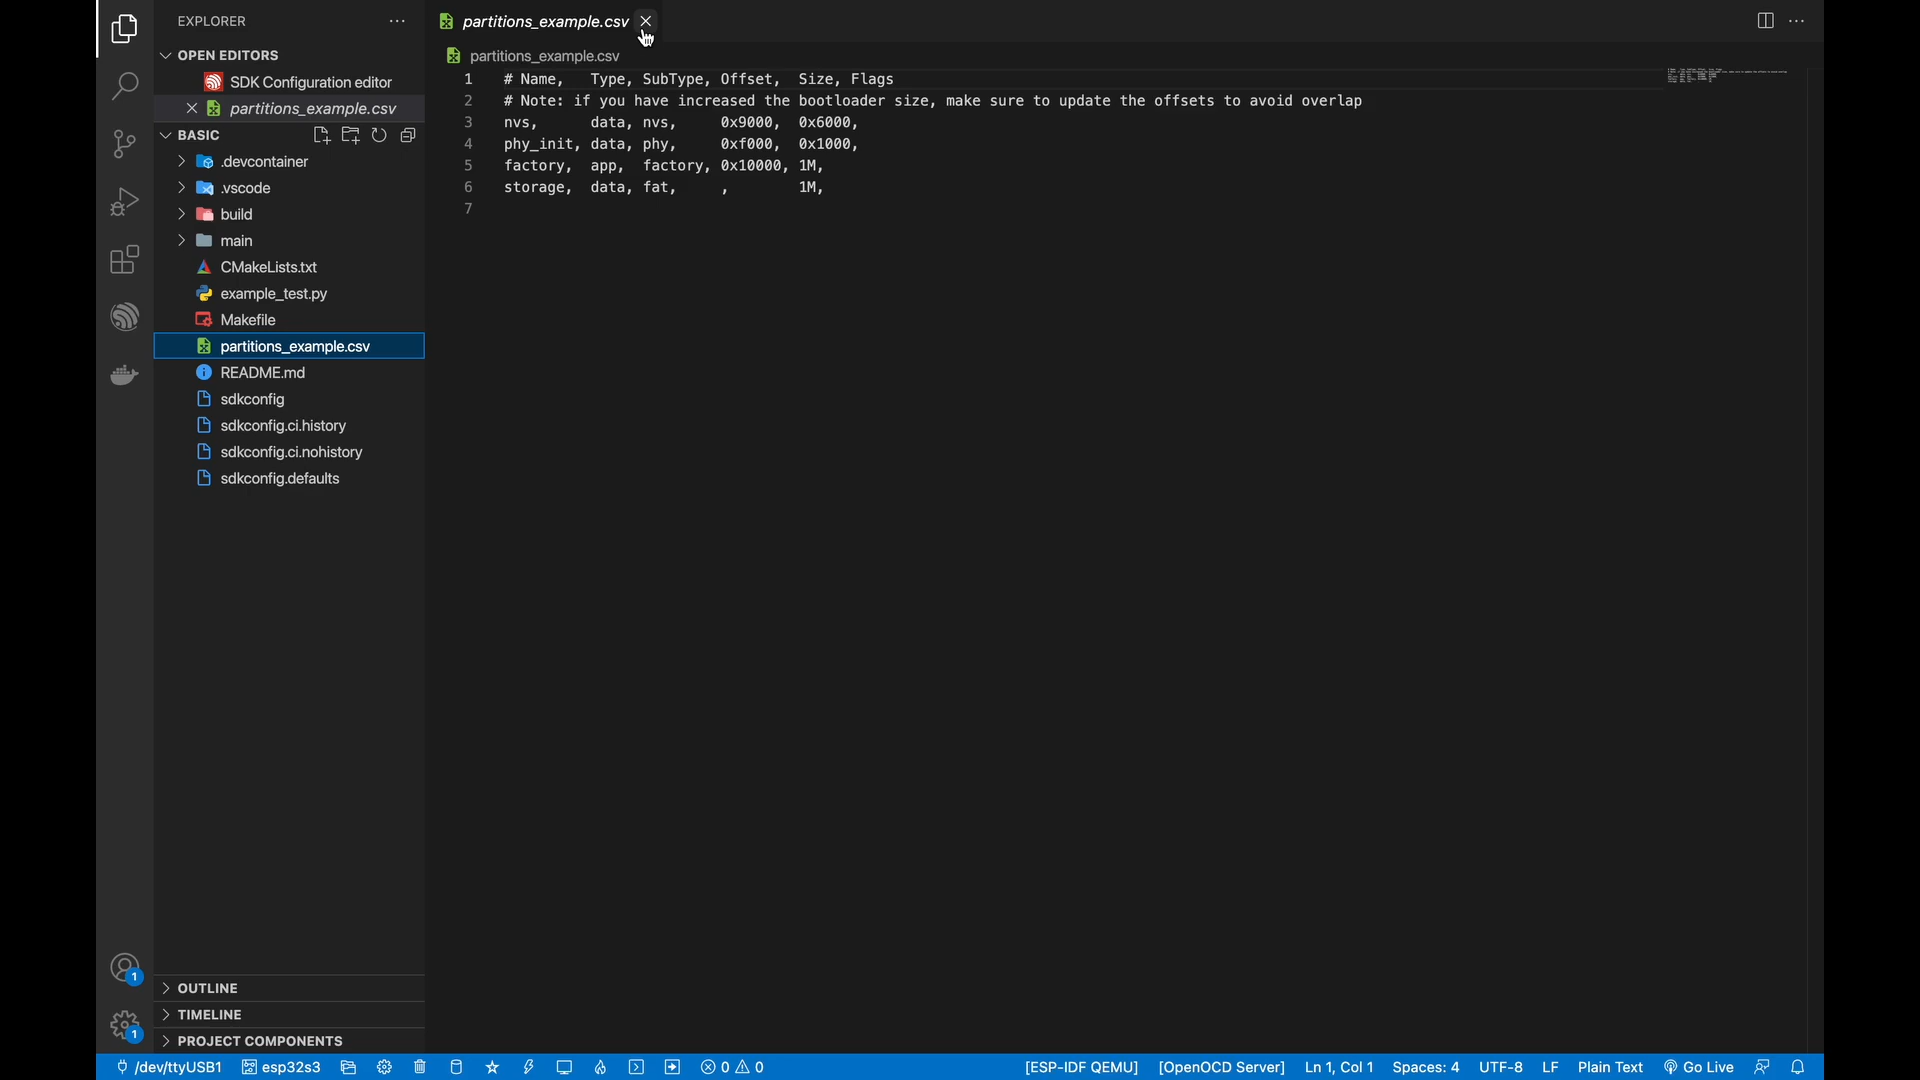 EXPLORER
OPEN EDITORS
SDK Configuration editor
partitions_example.csv
BASIC
.devcontainer
.vscode
build
main
CMakeLists.txt
example_test.py
Makefile
partitions_example.csv
README.md
sdkconfig
sdkconfig.ci.history
sdkconfig.ci.nohistory
sdkconfig.defaults
OUTLINE
TIMELINE
PROJECT COMPONENTS
1
1
partitions_example.csv
partitions_example.csv
1 # Name,   Type, SubType, Offset,  Size, Flags
2 # Note: if you have increased the bootloader size, make sure to update the offsets to avoid overlap
3 nvs,      data, nvs,     0x9000,  0x6000,
4 phy_init, data, phy,     0xf000,  0x1000,
5 factory,  app,  factory, 0x10000, 1M,
6 storage,  data, fat,     ,        1M,
7
/dev/ttyUSB1 esp32s3 0 0 [ESP-IDF QEMU] [OpenOCD Server] Ln 1, Col 1 Spaces: 4 UTF-8 LF Plain Text Go Live